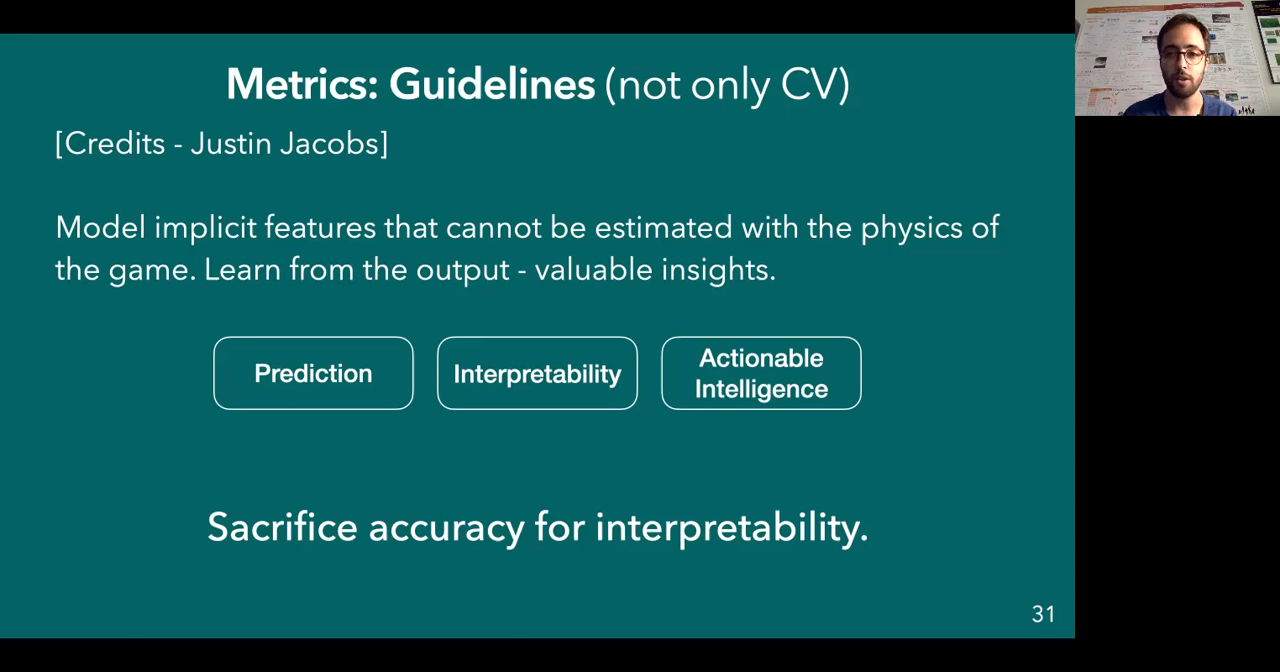 Metrics: Guidelines (not only CV)
[Credits - Justin Jacobs]
Model implicit features that cannot be estimated with the physics of
the game. Learn from the output - valuable insights.
Prediction
Interpretability
Actionable
Intelligence
Sacrifice accuracy for interpretability.
31